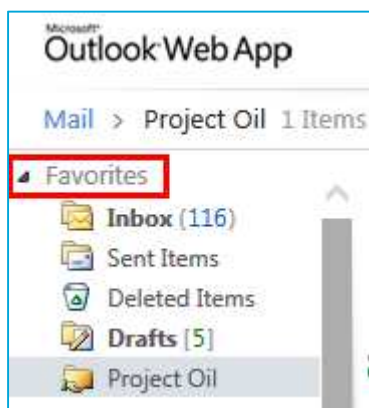 Microsoft®
Outlook Web App
Mail > Project Oil 1 Items
Favorites
Inbox (116)
Sent Items
Deleted Items
Drafts [5]
Project Oil